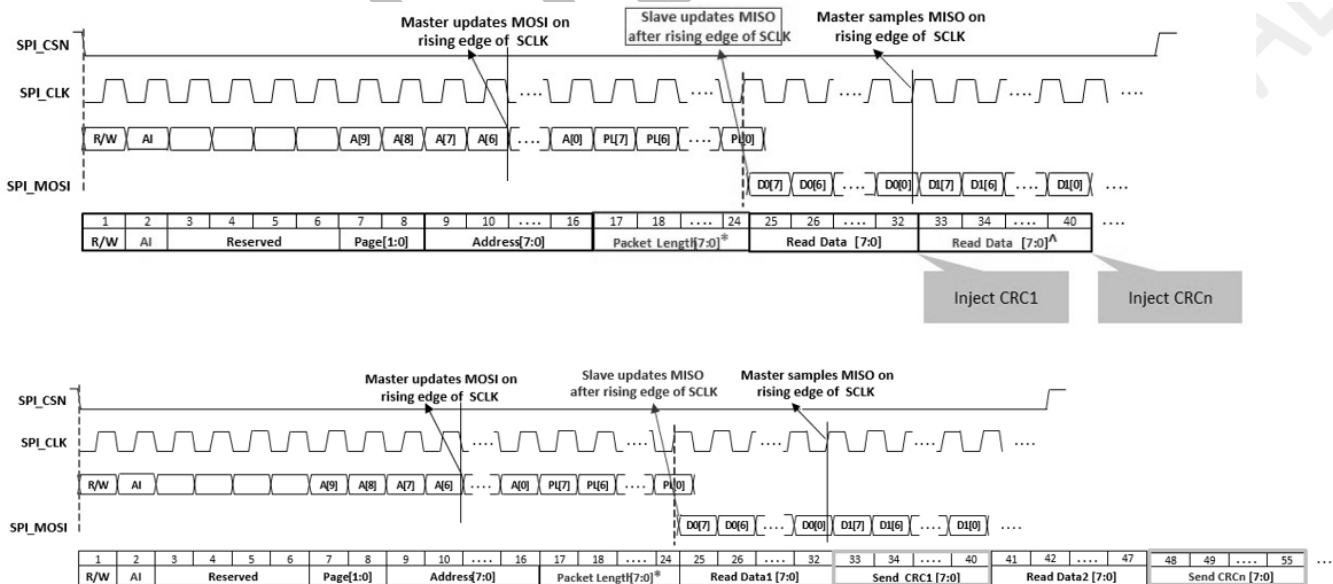 Master updates MOSI on
rising edge of SCLK
Slave updates MISO
after rising edge of SCLK
Master samples MISO on
rising edge of SCLK
SPI_CSN
SPI_CLK .... .... .... ....
R/W AI A[9] A[8] A[7] A[6] .... A[0] PL[7] PL[6] .... PL[0]
SPI_MOSI D0[7] D0[6] .... D0[0] D1[7] D1[6] .... D1[0] ....
1 2 3 4 5 6 7 8 9 10 .... 16 17 18 .... 24 25 26 .... 32 33 34 .... 40 ....
R/W AI Reserved Page[1:0] Address[7:0] Packet Length[7:0]* Read Data [7:0] Read Data [7:0]^
Inject CRC1 Inject CRCn
Master updates MOSI on
rising edge of SCLK
Slave updates MISO
after rising edge of SCLK
Master samples MISO on
rising edge of SCLK
SPI_CSN
SPI_CLK .... .... .... .... ....
R/W AI A[9] A[8] A[7] A[6] .... A[0] PL[7] PL[6] .... PL[0]
SPI_MOSI D0[7] D0[6] .... D0[0] D1[7] D1[6] .... D1[0] ....
1 2 3 4 5 6 7 8 9 10 .... 16 17 18 .... 24 25 26 .... 32 33 34 .... 40 41 42 .... 47 48 49 .... 55 ...
R/W AI Reserved Page[1:0] Address[7:0] Packet Length[7:0]* Read Data1 [7:0] Send CRC1 [7:0] Read Data2 [7:0] Send CRCn [7:0]